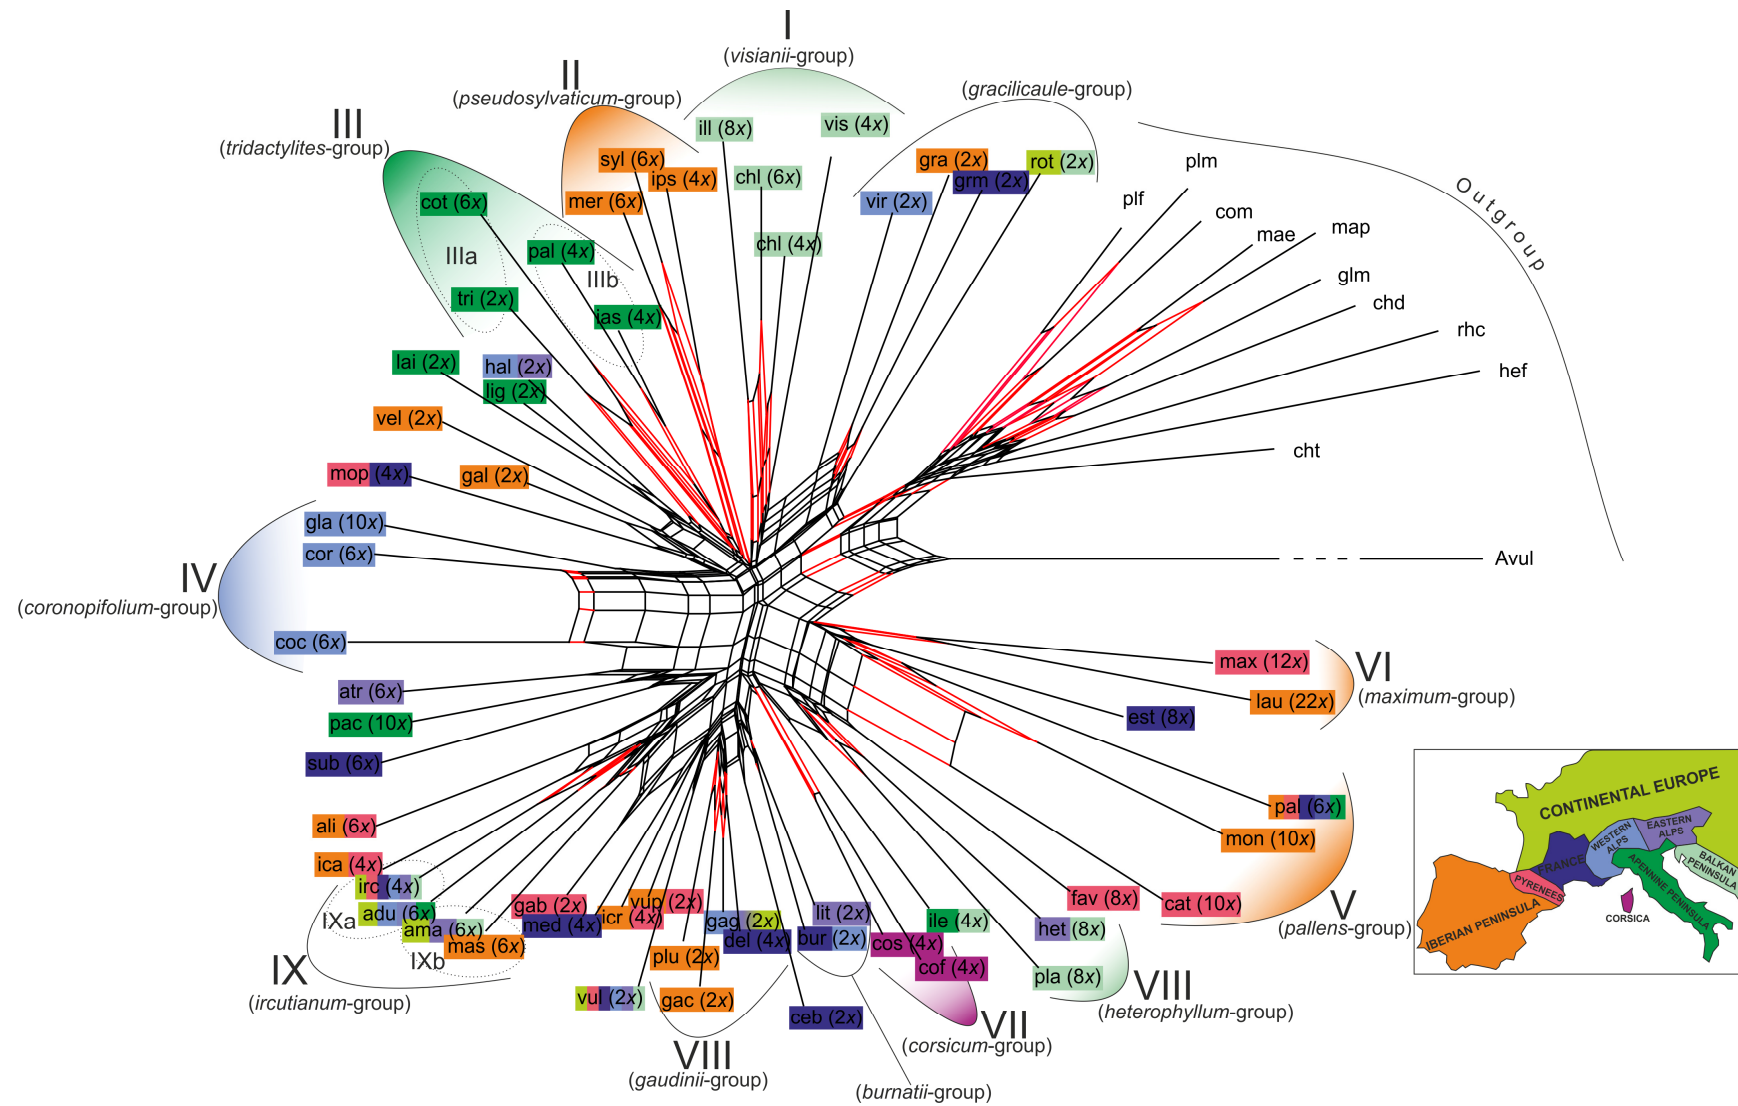 I
(visianii-group)
II
(pseudosylvaticum-group)
(gracilicaule-group)
III
(tridactylites-group)
ill (8x)
vis (4x)
syl (6x)
ips (4x)
mer (6x)
chl (6x)
chl (4x)
gra (2x)
grm (2x)
rot (2x)
vir (2x)
plm
plf
com
mae
map
glm
chd
rhc
hef
cht
Avul
Outgroup
cot (6x)
IIIa
pal (4x)
IIIb
tri (2x)
ias (4x)
lai (2x)
hal (2x)
lig (2x)
vel (2x)
mop (4x)
gal (2x)
gla (10x)
cor (6x)
IV
(coronopifolium-group)
coc (6x)
atr (6x)
pac (10x)
sub (6x)
ali (6x)
ica (4x)
irc (4x)
adu (6x)
IXa
ama (6x)
mas (6x)
IXb
IX
(ircutianum-group)
gab (2x)
med (4x)
icr (4x)
vup (2x)
vul (2x)
plu (2x)
gac (2x)
gag (2x)
del (4x)
VIII
(gaudinii-group)
lit (2x)
bur (2x)
ceb (2x)
(burnatii-group)
cos (4x)
cof (4x)
VII
(corsicum-group)
ile (4x)
het (8x)
pla (8x)
VIII
(heterophyllum-group)
fav (8x)
cat (10x)
mon (10x)
pal (6x)
V
(pallens-group)
est (8x)
max (12x)
lau (22x)
VI
(maximum-group)
CONTINENTAL EUROPE
WESTERN
ALPS
EASTERN
ALPS
FRANCE
BALKAN
PENINSULA
PYRENEES
APENNINE PENINSULA
IBERIAN PENINSULA
CORSICA